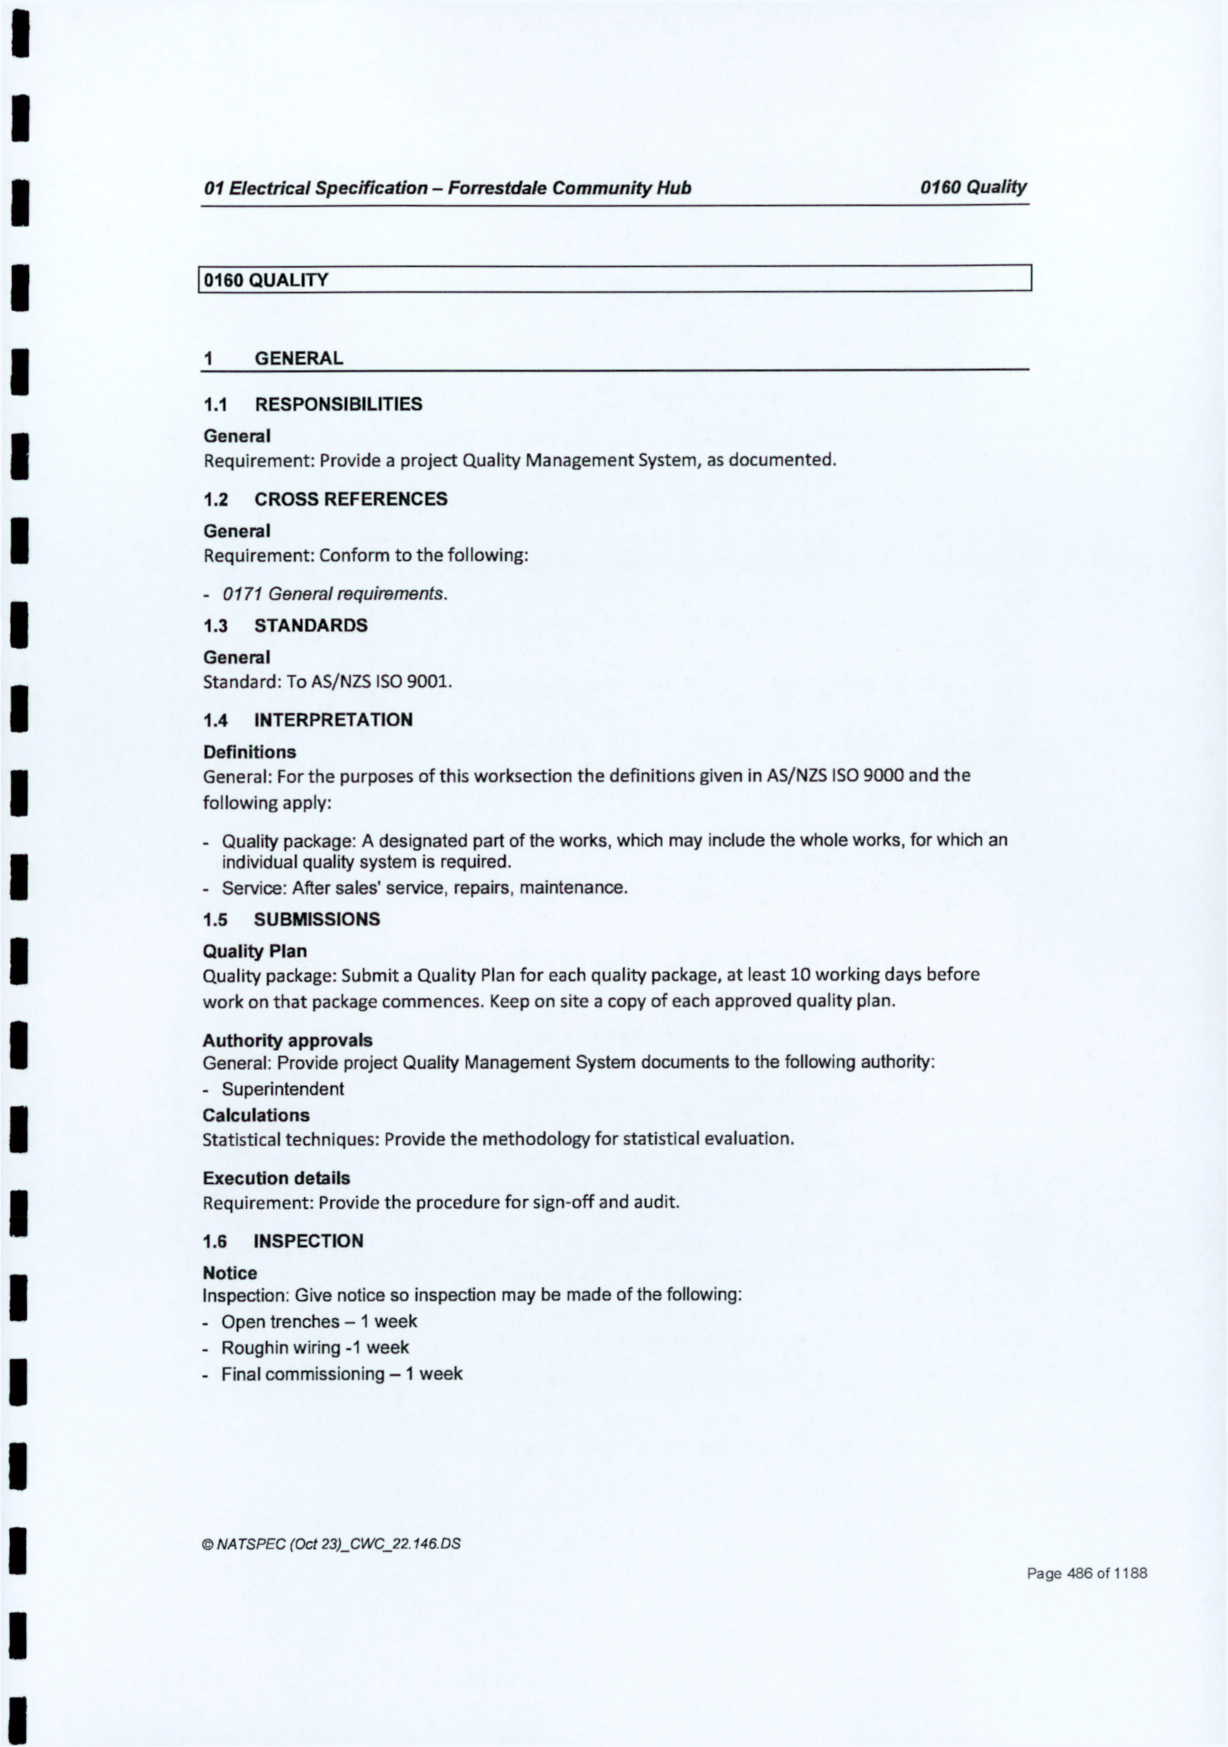 01 Electrical Specification – Forrestdale Community Hub 0160 Quality
0160 QUALITY
1 GENERAL
1.1 RESPONSIBILITIES
General
Requirement: Provide a project Quality Management System, as documented.
1.2 CROSS REFERENCES
General
Requirement: Conform to the following:
- 0171 General requirements.
1.3 STANDARDS
General
Standard: To AS/NZS ISO 9001.
1.4 INTERPRETATION
Definitions
General: For the purposes of this worksection the definitions given in AS/NZS ISO 9000 and the
following apply:
- Quality package: A designated part of the works, which may include the whole works, for which an
individual quality system is required.
- Service: After sales' service, repairs, maintenance.
1.5 SUBMISSIONS
Quality Plan
Quality package: Submit a Quality Plan for each quality package, at least 10 working days before
work on that package commences. Keep on site a copy of each approved quality plan.
Authority approvals
General: Provide project Quality Management System documents to the following authority:
- Superintendent
Calculations
Statistical techniques: Provide the methodology for statistical evaluation.
Execution details
Requirement: Provide the procedure for sign-off and audit.
1.6 INSPECTION
Notice
Inspection: Give notice so inspection may be made of the following:
- Open trenches – 1 week
- Roughin wiring -1 week
- Final commissioning – 1 week
© NATSPEC (Oct 23)_CWC_22.146.DS
Page 486 of 1188